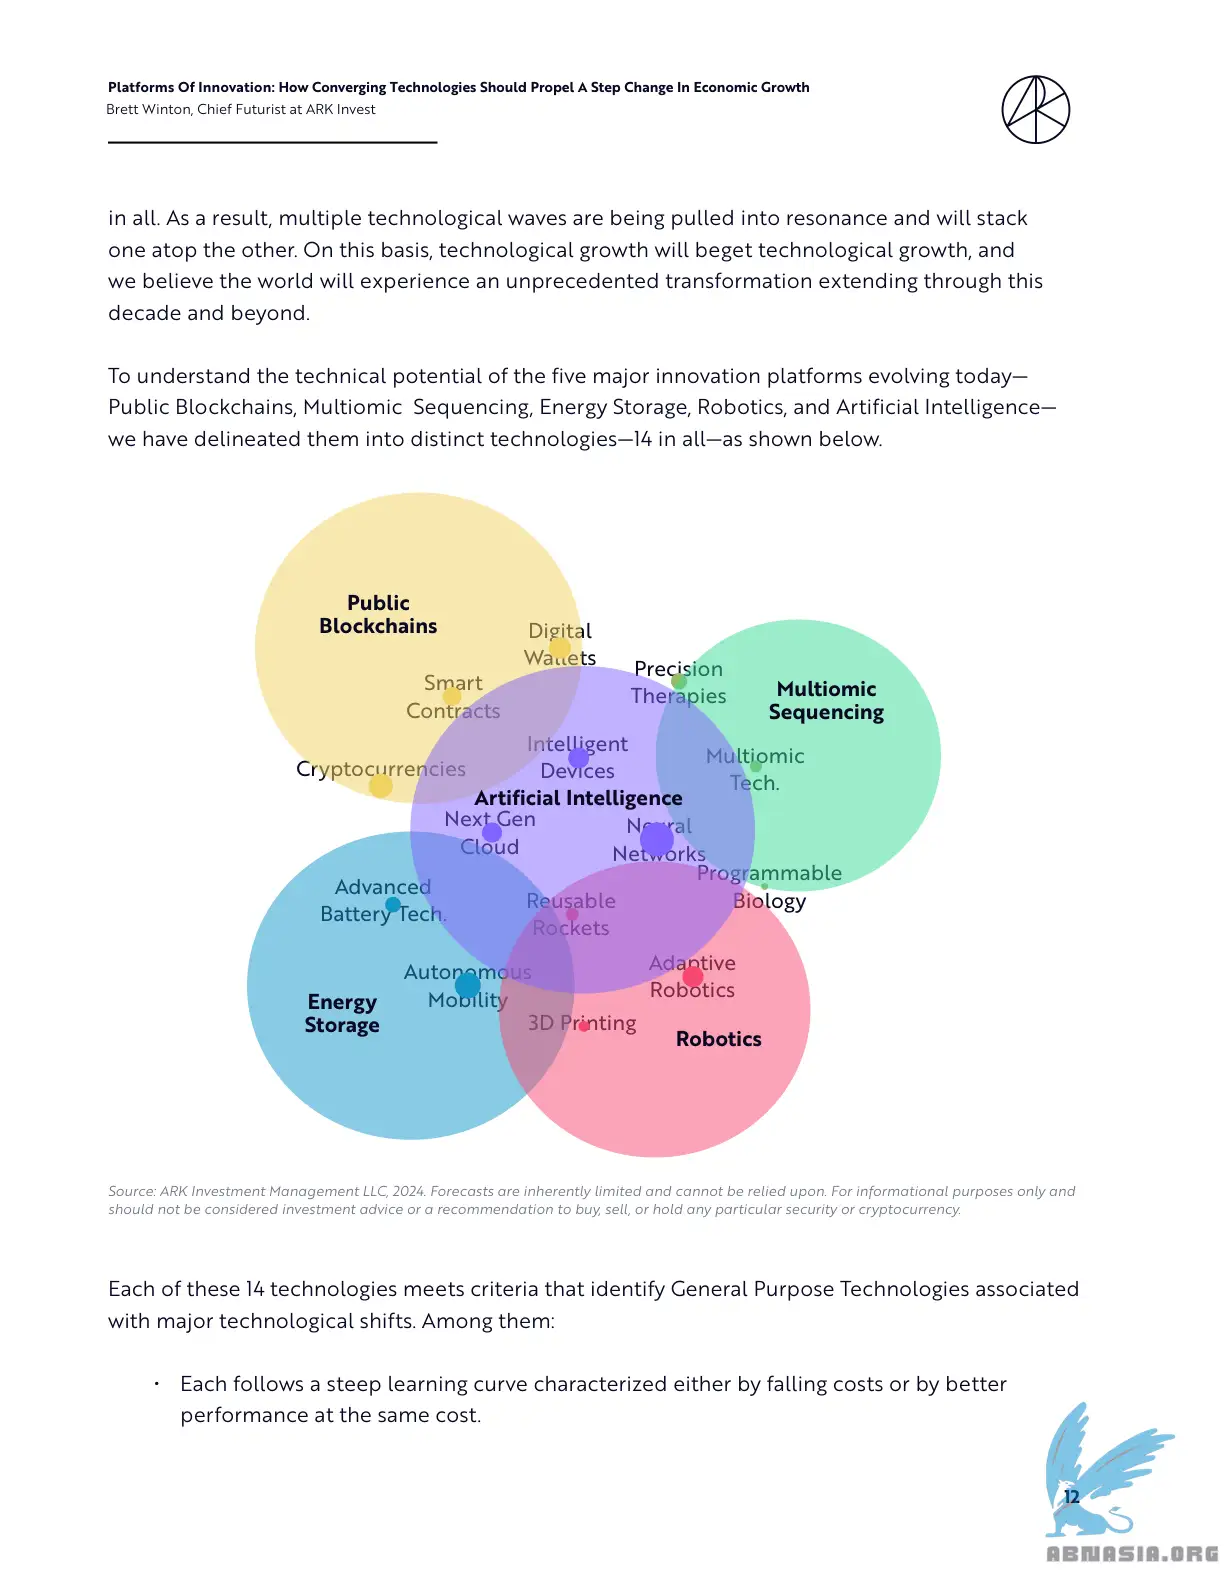 Platforms Of Innovation: How Converging Technologies Should Propel A Step Change In Economic Growth
Brett Winton, Chief Futurist at ARK Invest
in all. As a result, multiple technological waves are being pulled into resonance and will stack
one atop the other. On this basis, technological growth will beget technological growth, and
we believe the world will experience an unprecedented transformation extending through this
decade and beyond.
To understand the technical potential of the five major innovation platforms evolving today—
Public Blockchains, Multiomic  Sequencing, Energy Storage, Robotics, and Artificial Intelligence—
we have delineated them into distinct technologies—14 in all—as shown below.
Public
Blockchains
Digital
Wallets
Smart
Contracts
Cryptocurrencies
Precision
Therapies
Multiomic
Sequencing
Multiomic
Tech.
Intelligent
Devices
Artificial Intelligence
Next Gen
Cloud
Neural
Networks
Programmable
Biology
Advanced
Battery Tech.
Reusable
Rockets
Autonomous
Mobility
Energy
Storage
Adaptive
Robotics
3D Printing
Robotics
Source: ARK Investment Management LLC, 2024. Forecasts are inherently limited and cannot be relied upon. For informational purposes only and
should not be considered investment advice or a recommendation to buy, sell, or hold any particular security or cryptocurrency.
Each of these 14 technologies meets criteria that identify General Purpose Technologies associated
with major technological shifts. Among them:
• Each follows a steep learning curve characterized either by falling costs or by better
performance at the same cost.
12
ABNASIA.ORG